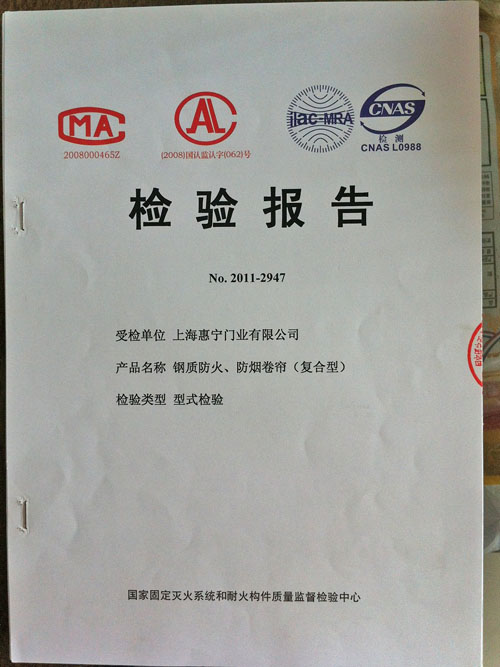 MA
2008000465Z
AL
(2008)国认监认字(062)号
ilac-MRA
CNAS
检 测
CNAS L0988
检验报告
No. 2011-2947
受检单位 上海惠宁门业有限公司
产品名称 钢质防火、防烟卷帘（复合型）
检验类型 型式检验
国家固定灭火系统和耐火构件质量监督检验中心